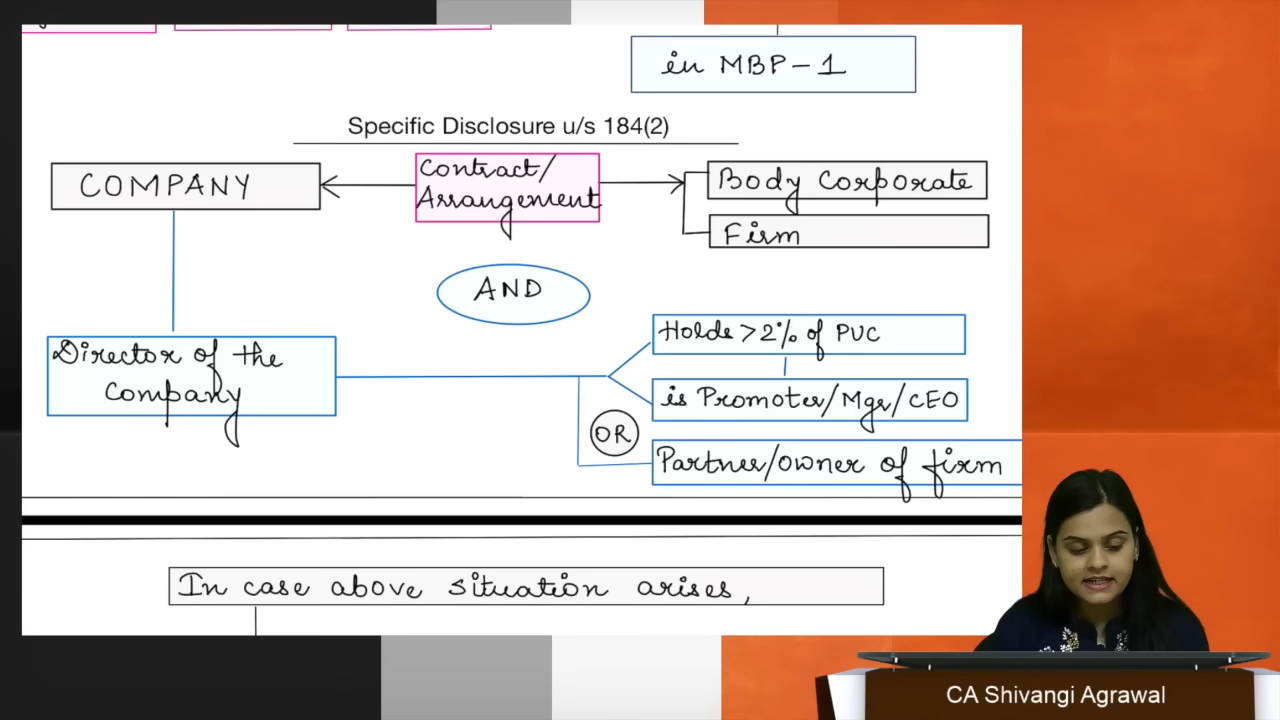 in MBP-1
Specific Disclosure u/s 184(2)
COMPANY
Contract/
Arrangement
Body Corporate
Firm
AND
Director of the
Company
Holds >2% of PUC
is Promoter/Mgr/CEO
OR
Partner/owner of firm
In case above situation arises,
CA Shivangi Agrawal